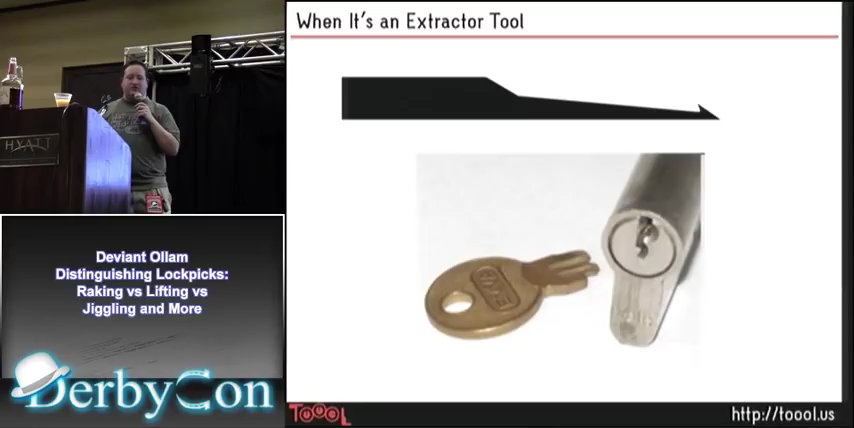 When It's an Extractor Tool
HYATT
Deviant Ollam
Distinguishing Lockpicks:
Raking vs Lifting vs
Jiggling and More
DerbyCon
TOOOL
http://toool.us